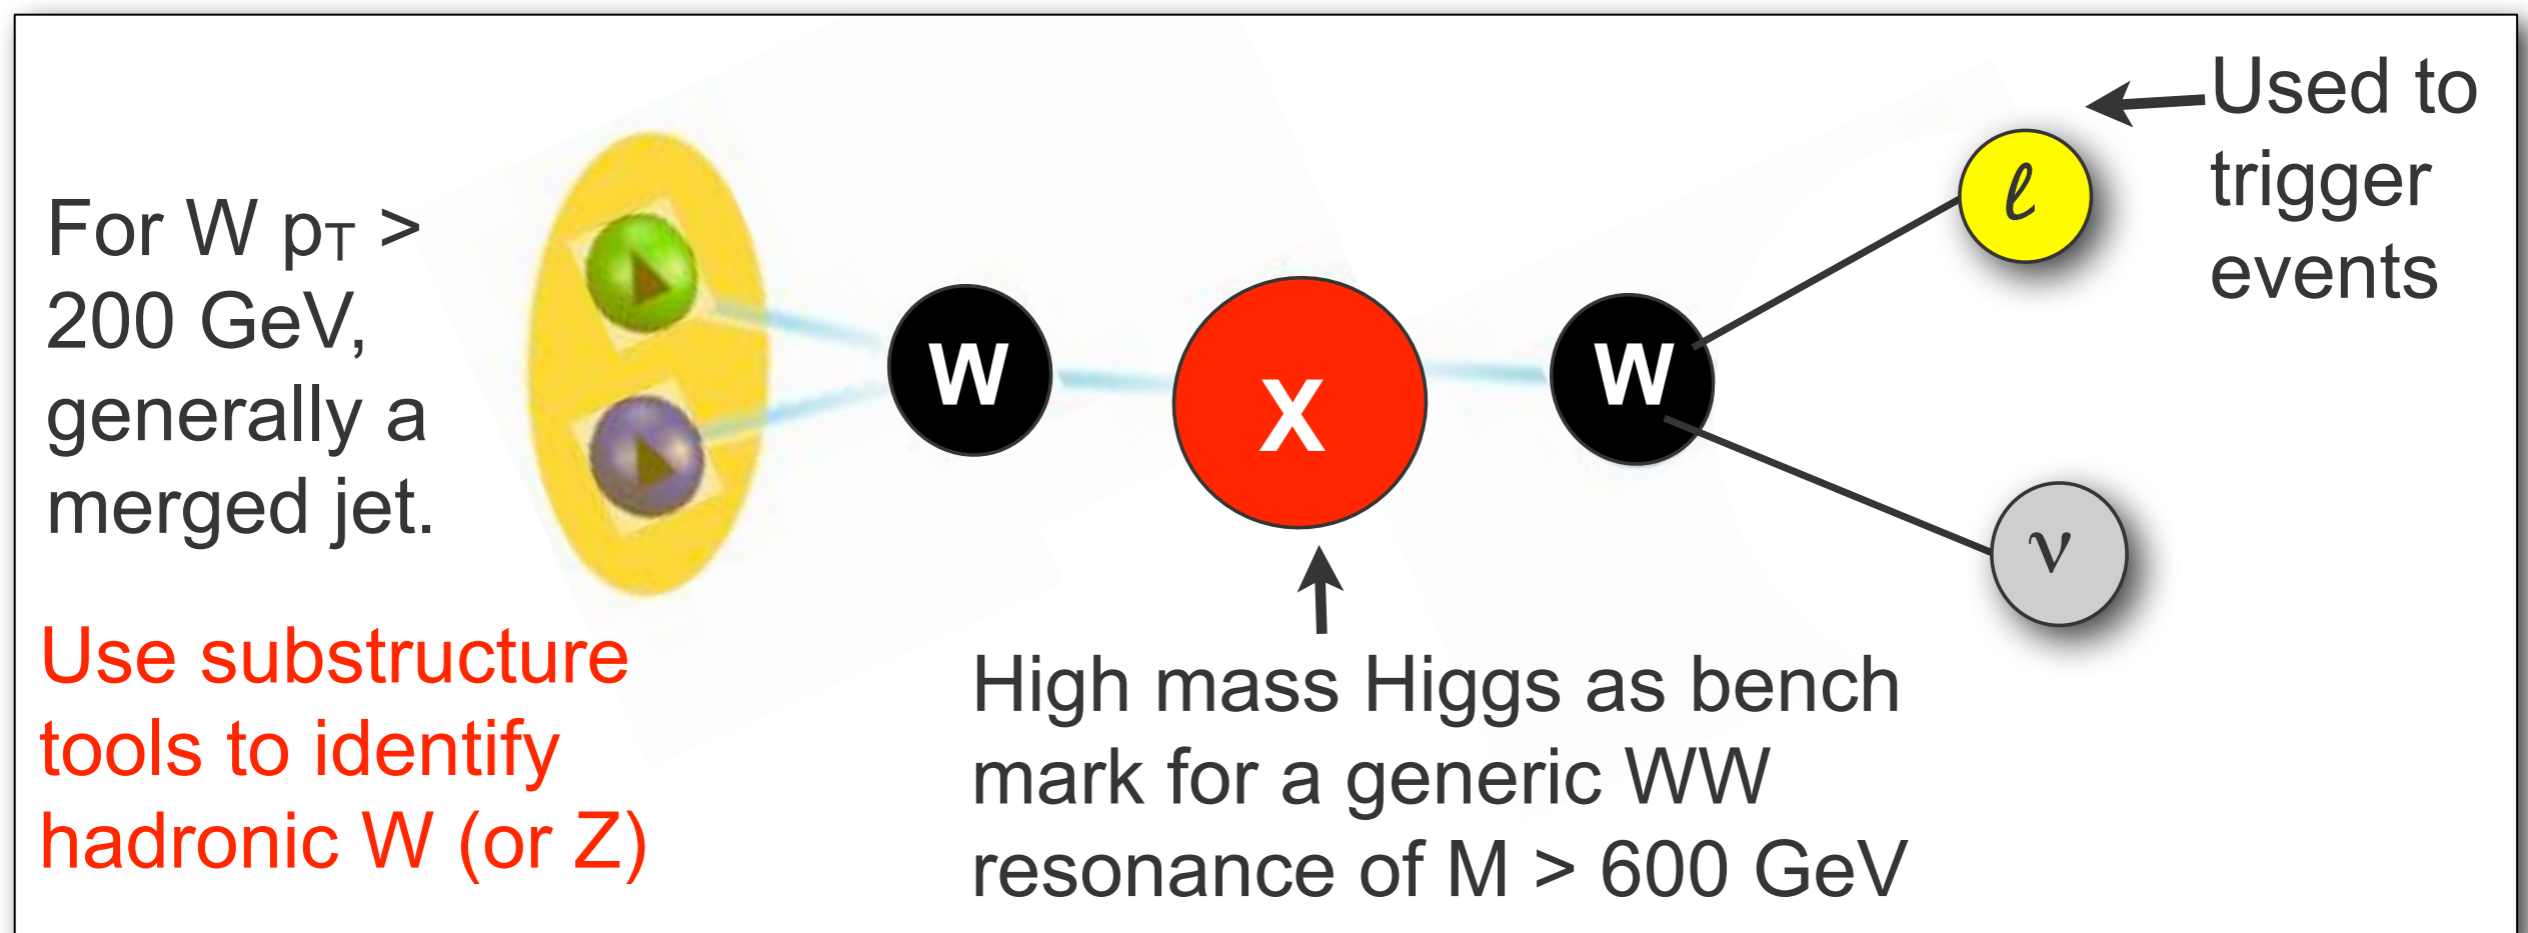 For W pT >
200 GeV,
generally a
merged jet.
Use substructure
tools to identify
hadronic W (or Z)
W
X
W
High mass Higgs as bench
mark for a generic WW
resonance of M > 600 GeV
ℓ
ν
Used to
trigger
events